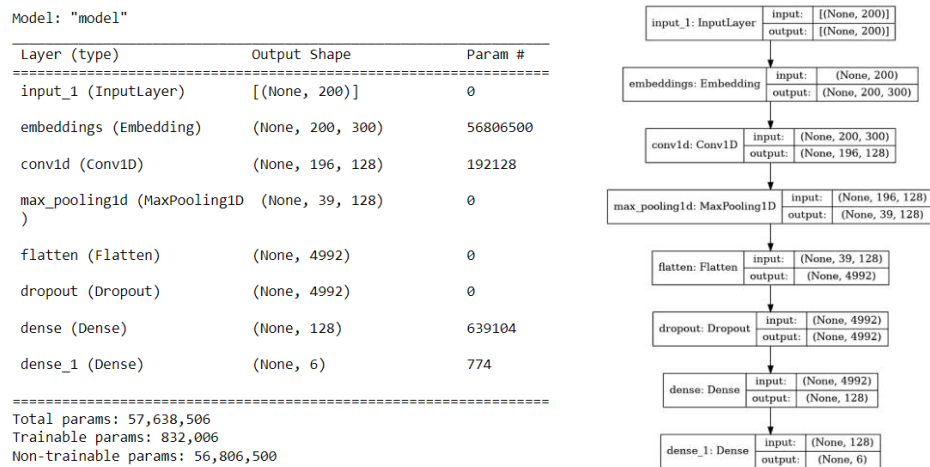 Model: "model"
Layer (type) Output Shape Param #
input_1 (InputLayer) [(None, 200)] 0
embeddings (Embedding) (None, 200, 300) 56806500
conv1d (Conv1D) (None, 196, 128) 192128
max_pooling1d (MaxPooling1D (None, 39, 128) 0
)
flatten (Flatten) (None, 4992) 0
dropout (Dropout) (None, 4992) 0
dense (Dense) (None, 128) 639104
dense_1 (Dense) (None, 6) 774
Total params: 57,638,506
Trainable params: 832,006
Non-trainable params: 56,806,500
input_1: InputLayer
input: [(None, 200)]
output: [(None, 200)]
embeddings: Embedding
input: (None, 200)
output: (None, 200, 300)
conv1d: Conv1D
input: (None, 200, 300)
output: (None, 196, 128)
max_pooling1d: MaxPooling1D
input: (None, 196, 128)
output: (None, 39, 128)
flatten: Flatten
input: (None, 39, 128)
output: (None, 4992)
dropout: Dropout
input: (None, 4992)
output: (None, 4992)
dense: Dense
input: (None, 4992)
output: (None, 128)
dense_1: Dense
input: (None, 128)
output: (None, 6)